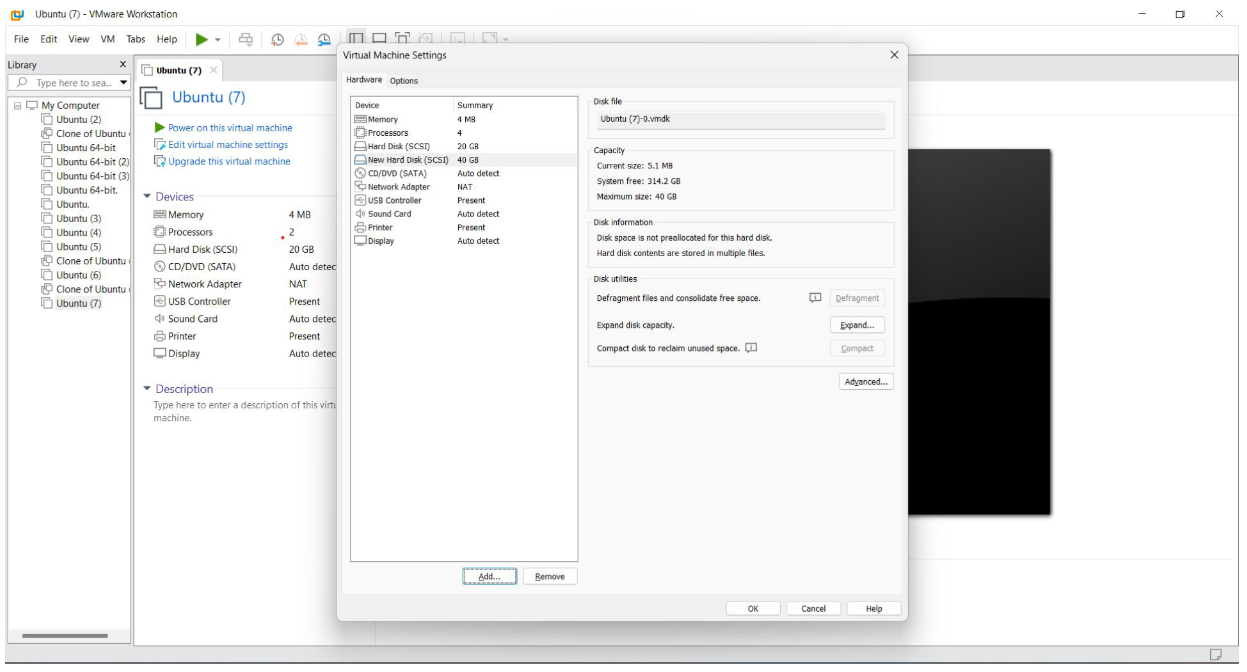 Ubuntu (7) - VMware Workstation
File Edit View VM Tabs Help
Library X
Type here to sea...
My Computer
Ubuntu (2)
Clone of Ubuntu
Ubuntu 64-bit
Ubuntu 64-bit (2)
Ubuntu 64-bit (3)
Ubuntu 64-bit.
Ubuntu.
Ubuntu (3)
Ubuntu (4)
Ubuntu (5)
Clone of Ubuntu
Ubuntu (6)
Clone of Ubuntu
Ubuntu (7)
Ubuntu (7)
Ubuntu (7)
Power on this virtual machine
Edit virtual machine settings
Upgrade this virtual machine
Devices
Memory 4 MB
Processors 2
Hard Disk (SCSI) 20 GB
CD/DVD (SATA) Auto detec
Network Adapter NAT
USB Controller Present
Sound Card Auto detec
Printer Present
Display Auto detec
Description
Type here to enter a description of this virtu
machine.
Virtual Machine Settings
Hardware Options
Device Summary
Memory 4 MB
Processors 4
Hard Disk (SCSI) 20 GB
New Hard Disk (SCSI) 40 GB
CD/DVD (SATA) Auto detect
Network Adapter NAT
USB Controller Present
Sound Card Auto detect
Printer Present
Display Auto detect
Add... Remove
Disk file
Ubuntu (7)-0.vmdk
Capacity
Current size: 5.1 MB
System free: 314.2 GB
Maximum size: 40 GB
Disk information
Disk space is not preallocated for this hard disk.
Hard disk contents are stored in multiple files.
Disk utilities
Defragment files and consolidate free space. Defragment
Expand disk capacity. Expand...
Compact disk to reclaim unused space. Compact
Advanced...
OK Cancel Help